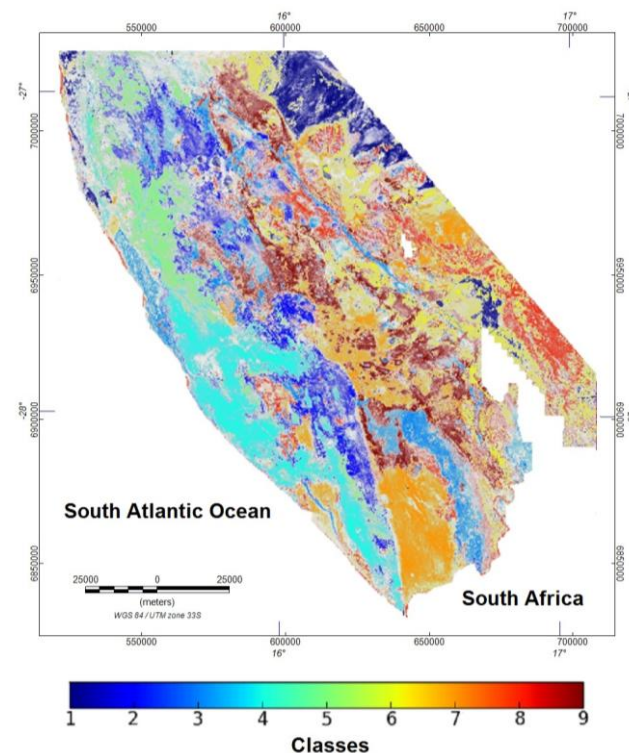 16° 17°
550000 600000 650000 700000
-27°
7000000
7000000
6950000
6950000
-28°
6900000
6900000
South Atlantic Ocean
6850000
6850000
25000 0 25000
(meters)
WGS 84 / UTM zone 33S
South Africa
550000 600000 650000 700000
16° 17°
1 2 3 4 5 6 7 8 9
Classes